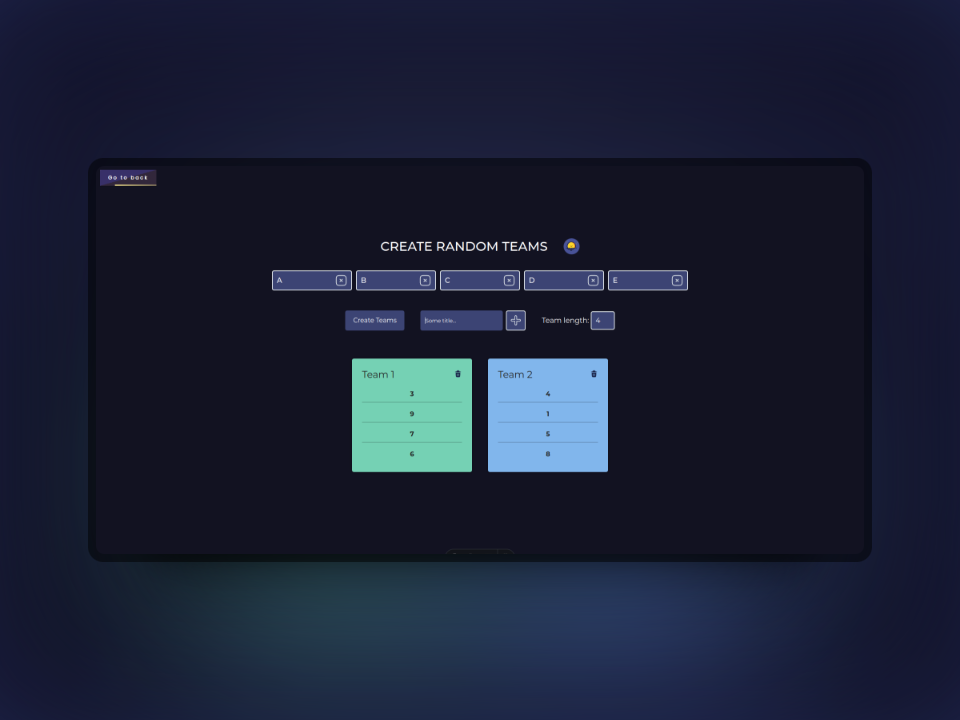 Go to back
CREATE RANDOM TEAMS
A B C D E
Create Teams Some title... Team length: 4
Team 1 Team 2
3 4
9 1
7 5
6 8